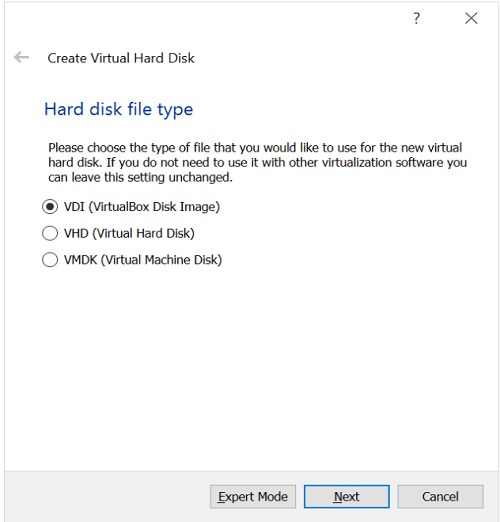 ?
Create Virtual Hard Disk
Hard disk file type
Please choose the type of file that you would like to use for the new virtual
hard disk. If you do not need to use it with other virtualization software you
can leave this setting unchanged.
VDI (VirtualBox Disk Image)
VHD (Virtual Hard Disk)
VMDK (Virtual Machine Disk)
Expert Mode Next Cancel